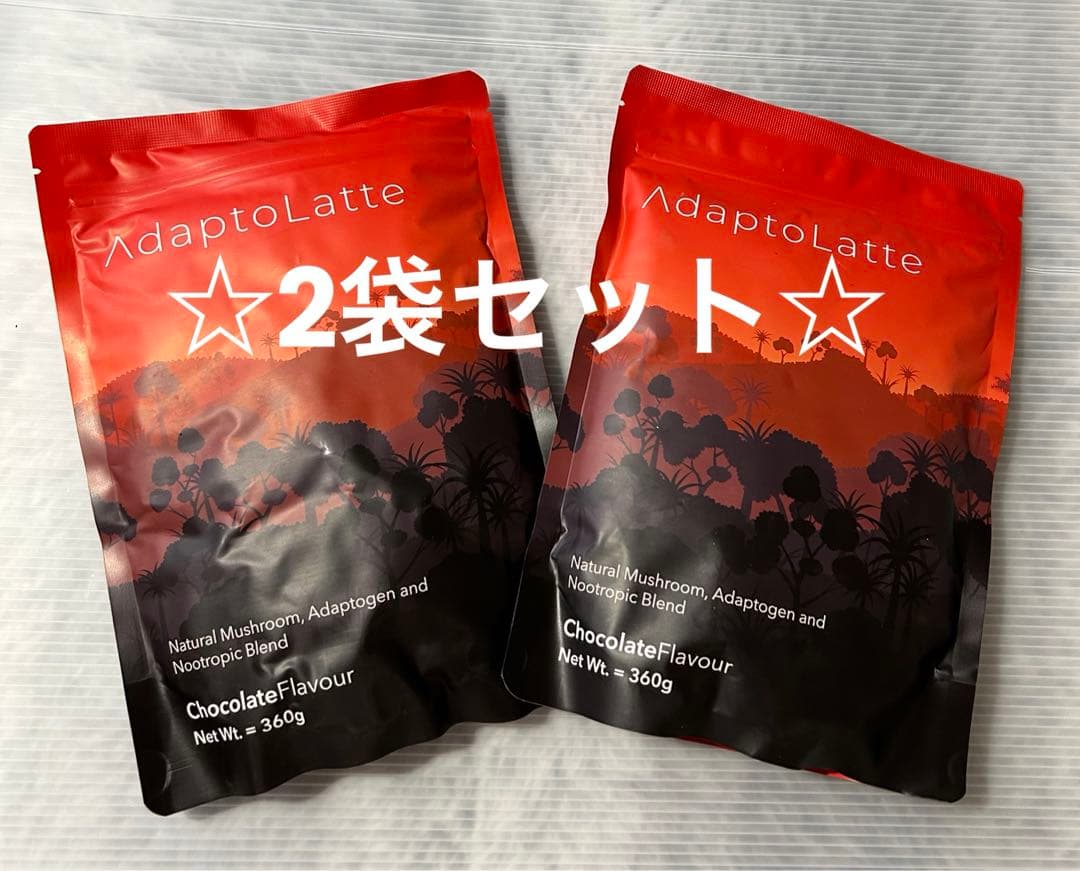 AdaptoLatte
Natural Mushroom, Adaptogen and
Nootropic Blend
ChocolateFlavour
Net Wt. = 360g
AdaptoLatte
Natural Mushroom, Adaptogen and
Nootropic Blend
ChocolateFlavour
Net Wt. = 360g
☆2袋セット☆